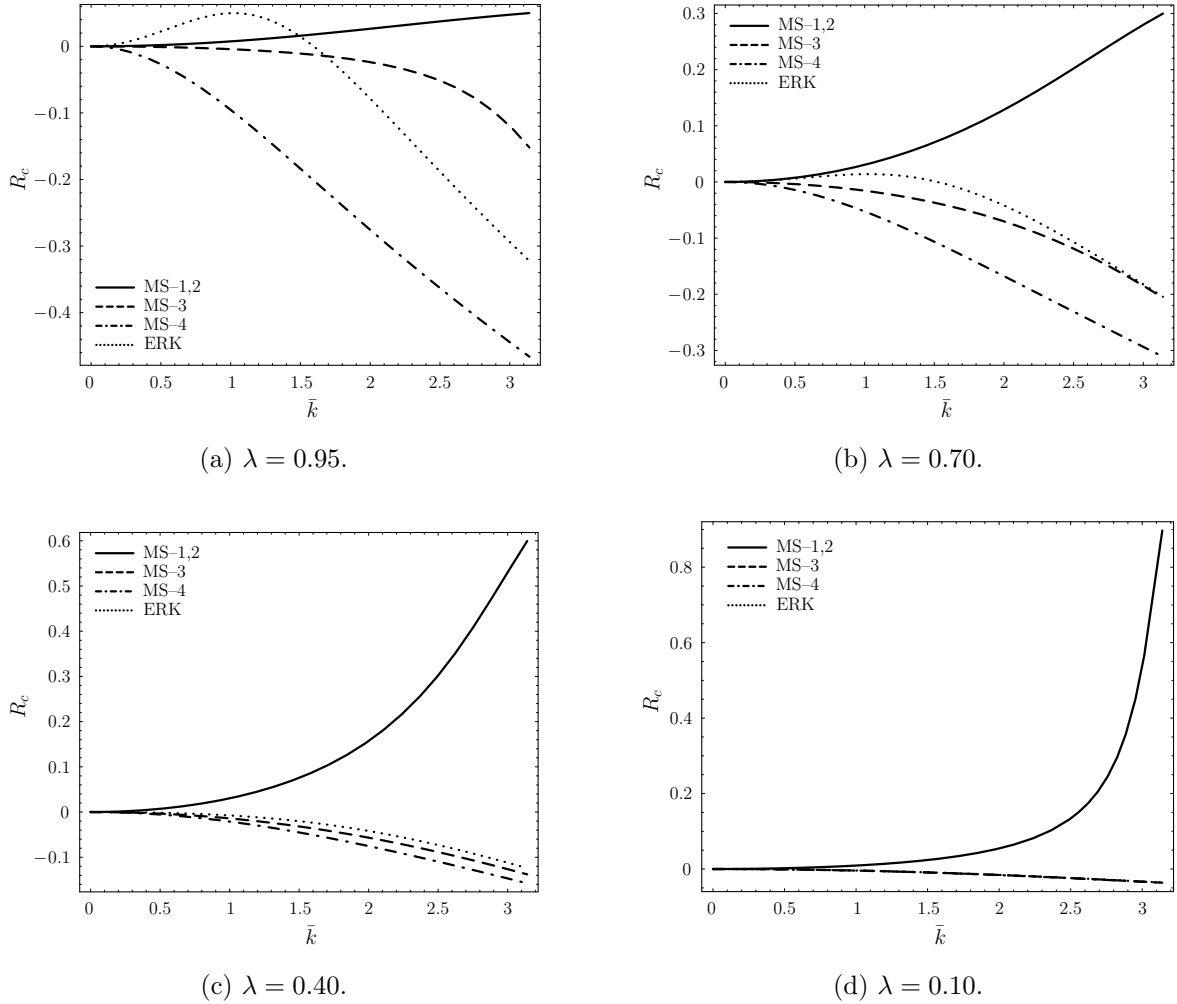 0
−0.1
−0.2
−0.3
−0.4
R_c
MS–1,2
MS–3
MS–4
ERK
0 0.5 1 1.5 2 2.5 3
k̄
(a) λ = 0.95.
0.3
0.2
0.1
0
−0.1
−0.2
−0.3
R_c
MS–1,2
MS–3
MS–4
ERK
0 0.5 1 1.5 2 2.5 3
k̄
(b) λ = 0.70.
0.6
0.5
0.4
0.3
0.2
0.1
0
−0.1
R_c
MS–1,2
MS–3
MS–4
ERK
0 0.5 1 1.5 2 2.5 3
k̄
(c) λ = 0.40.
0.8
0.6
0.4
0.2
0
R_c
MS–1,2
MS–3
MS–4
ERK
0 0.5 1 1.5 2 2.5 3
k̄
(d) λ = 0.10.